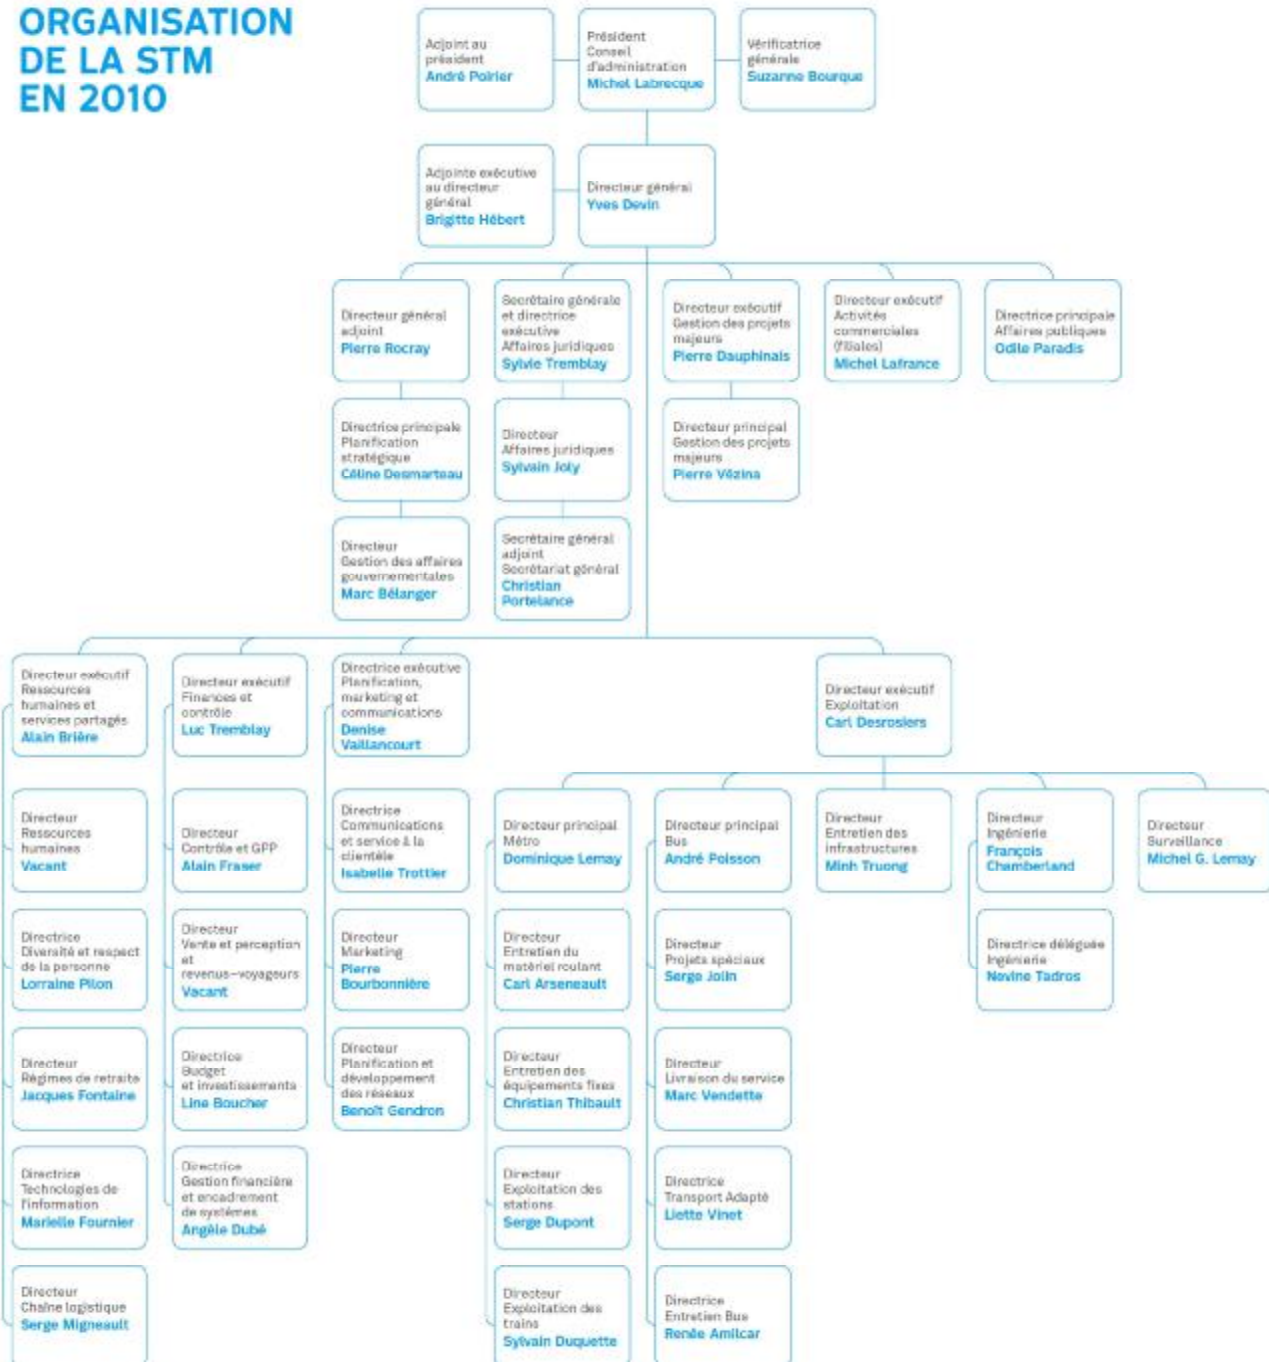 ORGANISATION
DE LA STM
EN 2010
Adjoint au
président
André Poirier
Président
Conseil
d'administration
Michel Labrecque
Vérificatrice
générale
Suzanne Bourque
Adjointe exécutive
au directeur
général
Brigitte Hébert
Directeur général
Yves Devin
Directeur général
adjoint
Pierre Rocray
Secrétaire générale
et directrice
exécutive
Affaires juridiques
Sylvie Tremblay
Directeur exécutif
Gestion des projets
majeurs
Pierre Dauphinais
Directeur exécutif
Activités
commerciales
(filiales)
Michel Lafrance
Directrice principale
Affaires publiques
Odile Paradis
Directrice principale
Planification
stratégique
Céline Desmarteau
Directeur
Affaires juridiques
Sylvain Joly
Directeur principal
Gestion des projets
majeurs
Pierre Vézina
Directeur
Gestion des affaires
gouvernementales
Marc Bélanger
Secrétaire général
adjoint
Secrétariat général
Christian
Portelance
Directeur exécutif
Ressources
humaines et
services partagés
Alain Brière
Directeur exécutif
Finances et
contrôle
Luc Tremblay
Directrice exécutive
Planification,
marketing et
communications
Denise
Vaillancourt
Directeur exécutif
Exploitation
Carl Desrosiers
Directeur
Ressources
humaines
Vacant
Directeur
Contrôle et GPP
Alain Fraser
Directrice
Communications
et service à la
clientèle
Isabelle Trottier
Directeur principal
Métro
Dominique Lemay
Directeur principal
Bus
André Poisson
Directeur
Entretien des
infrastructures
Minh Truong
Directeur
Ingénierie
François
Chamberland
Directeur
Surveillance
Michel G. Lemay
Directrice
Diversité et respect
de la personne
Lorraine Pilon
Directeur
Vente et perception
et
revenus–voyageurs
Vacant
Directeur
Marketing
Pierre
Bourbonnière
Directeur
Entretien du
matériel roulant
Carl Arseneault
Directeur
Projets spéciaux
Serge Jolin
Directrice déléguée
Ingénierie
Nevine Tadros
Directeur
Régimes de retraite
Jacques Fontaine
Directrice
Budget
et investissements
Line Boucher
Directeur
Planification et
développement
des réseaux
Benoît Gendron
Directeur
Entretien des
équipements fixes
Christian Thibault
Directeur
Livraison du service
Marc Vendette
Directrice
Technologies de
l'information
Marielle Fournier
Directrice
Gestion financière
et encadrement
de systèmes
Angèle Dubé
Directeur
Exploitation des
stations
Serge Dupont
Directrice
Transport Adapté
Liette Vinet
Directeur
Chaîne logistique
Serge Migneault
Directeur
Exploitation des
trains
Sylvain Duquette
Directrice
Entretien Bus
Renée Amilcar